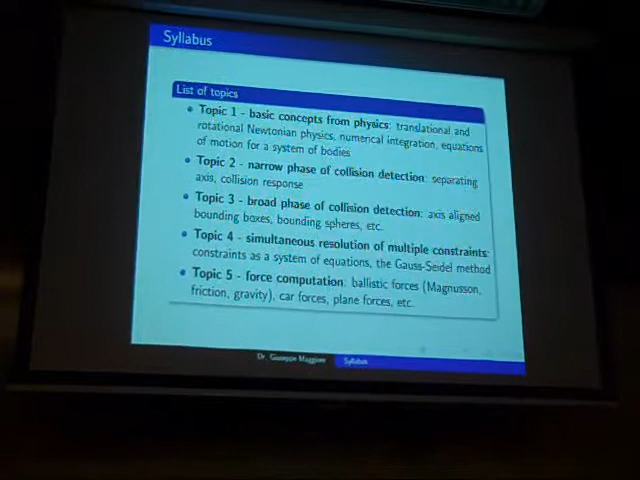 Syllabus
List of topics
• Topic 1 - basic concepts from physics: translational and
rotational Newtonian physics, numerical integration, equations
of motion for a system of bodies
• Topic 2 - narrow phase of collision detection: separating
axis, collision response
• Topic 3 - broad phase of collision detection: axis aligned
bounding boxes, bounding spheres, etc.
• Topic 4 - simultaneous resolution of multiple constraints:
constraints as a system of equations, the Gauss-Seidel method
• Topic 5 - force computation: ballistic forces (Magnusson,
friction, gravity), car forces, plane forces, etc.
Dr. Giuseppe Maggiore Syllabus